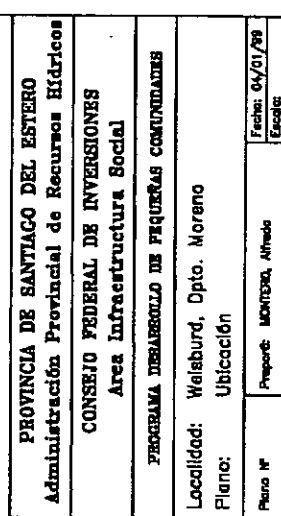 PROVINCIA DE SANTIAGO DEL ESTERO
Administración Provincial de Recursos Hídricos
CONSEJO FEDERAL DE INVERSIONES
Area Infraestructura Social
PROGRAMA DESARROLLO DE PEQUEÑAS COMUNIDADES
Localidad: Weisburd, Dpto. Moreno
Plano: Ubicación
Plano Nº
Preparó: MONTERO, Alfredo
Fecha: 04/01/99
Escala: